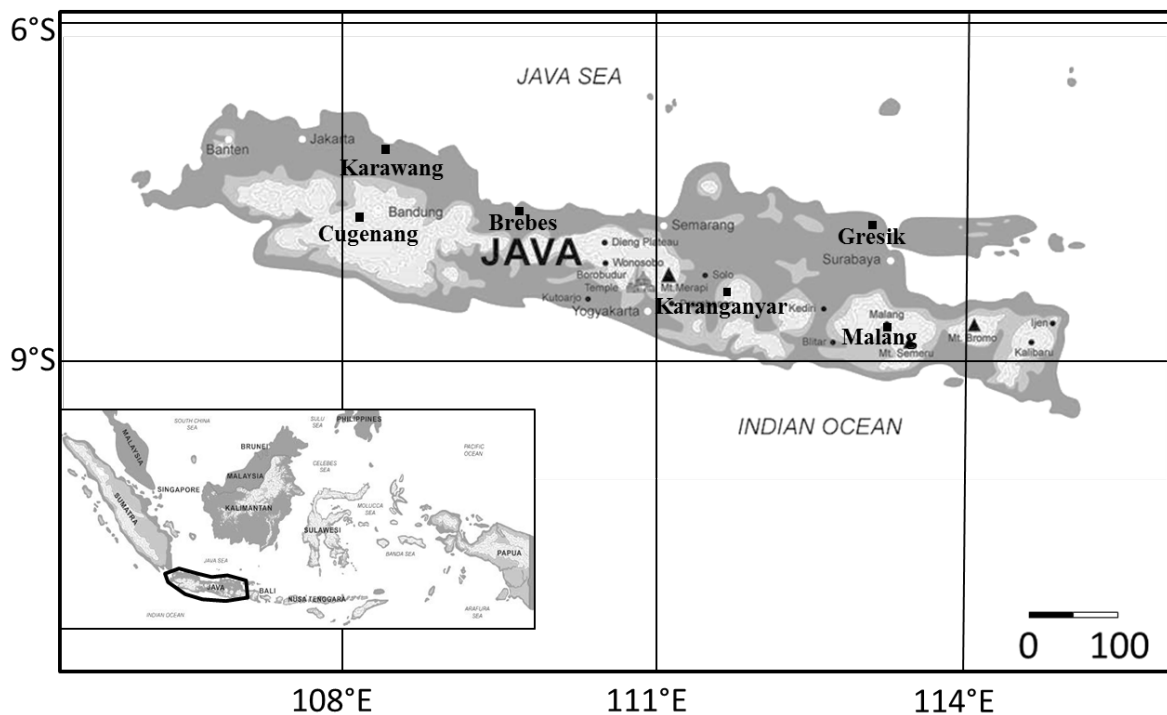 6°S
JAVA SEA
Banten
Jakarta
Karawang
Bandung
Cugenang
Brebes
JAVA
Semarang
Dieng Plateau
Wonosobo
Borobudur
Temple
Mt.Merapi
Solo
Kutoarjo
Yogyakarta
Karanganyar
Gresik
Surabaya
Kediri
Malang
Malang
Blitar
Mt. Semeru
Mt. Bromo
Ijen
Kalibaru
9°S
INDIAN OCEAN
SOUTH CHINA
SEA
SULU
SEA
PHILIPPINES
MALAYSIA
BRUNEI
PACIFIC
OCEAN
CELEBES
SEA
MALAYSIA
SINGAPORE
KALIMANTAN
MOLUCCA
SEA
SUMATRA
SULAWESI
BANDA SEA
PAPUA
JAVA SEA
JAVA
BALI
NUSA TENGGARA
INDIAN OCEAN
ARAFURA
SEA
0 100
108°E 111°E 114°E